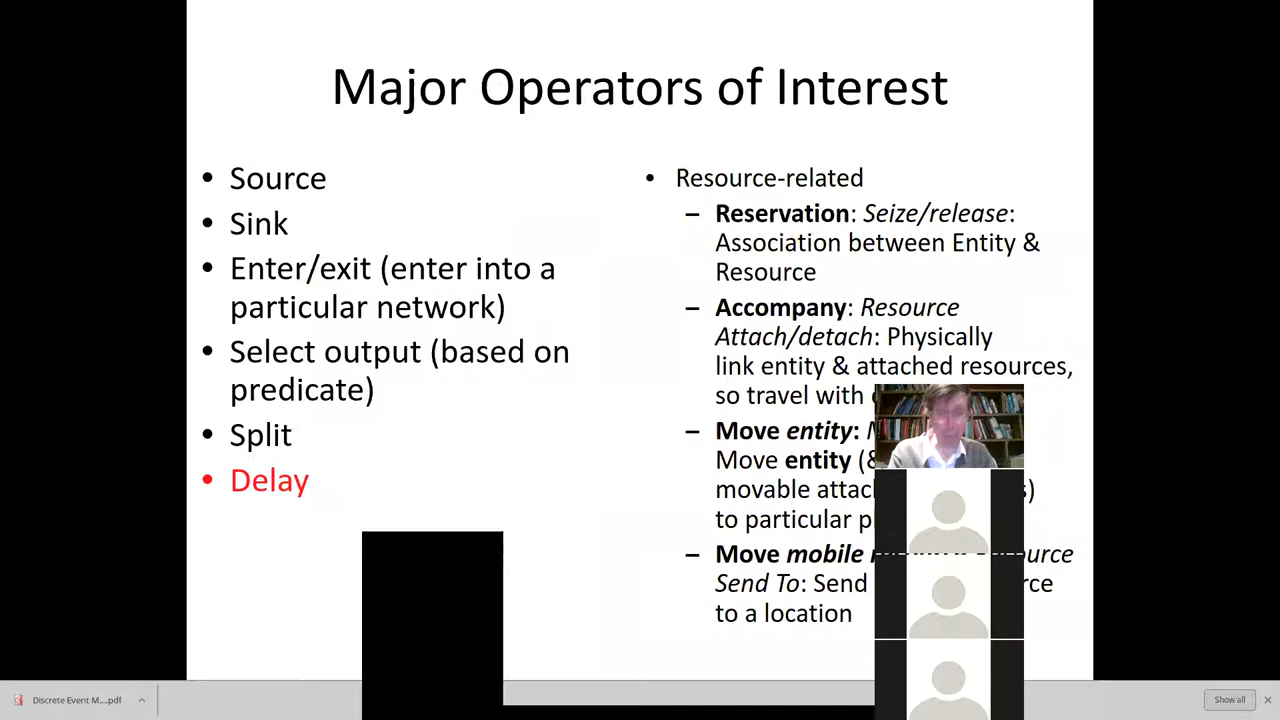 Major Operators of Interest
• Source
• Sink
• Enter/exit (enter into a
particular network)
• Select output (based on
predicate)
• Split
• Delay
• Resource-related
– Reservation: Seize/release:
Association between Entity &
Resource
– Accompany: Resource
Attach/detach: Physically
link entity & attached resources,
so travel with
– Move entity:
Move entity
movable
to particular
– Move mobile
Send To: Send
to a location
Discrete Event M....pdf
Show all